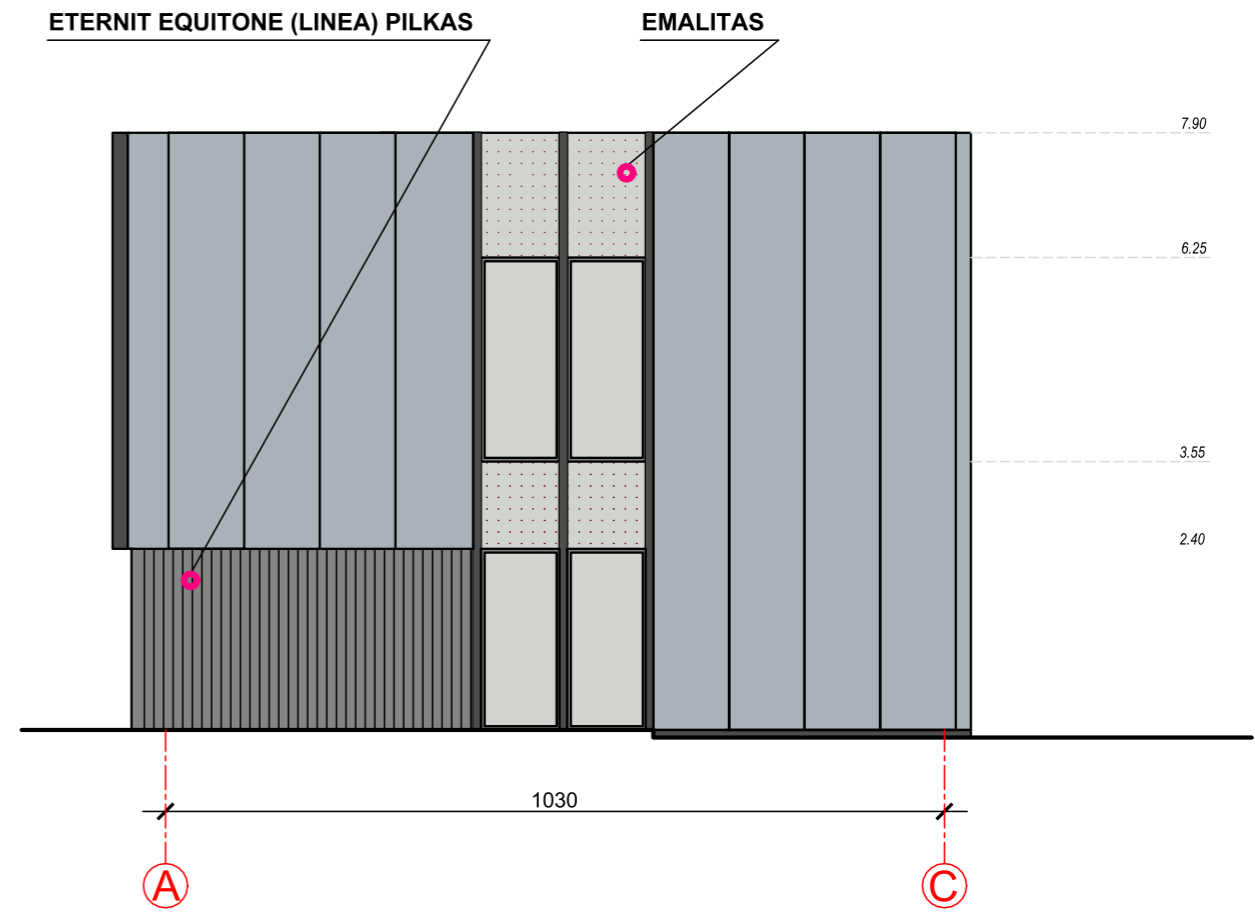 ETERNIT EQUITONE (LINEA) PILKAS
EMALITAS
7.90
6.25
3.55
2.40
1030
A
C